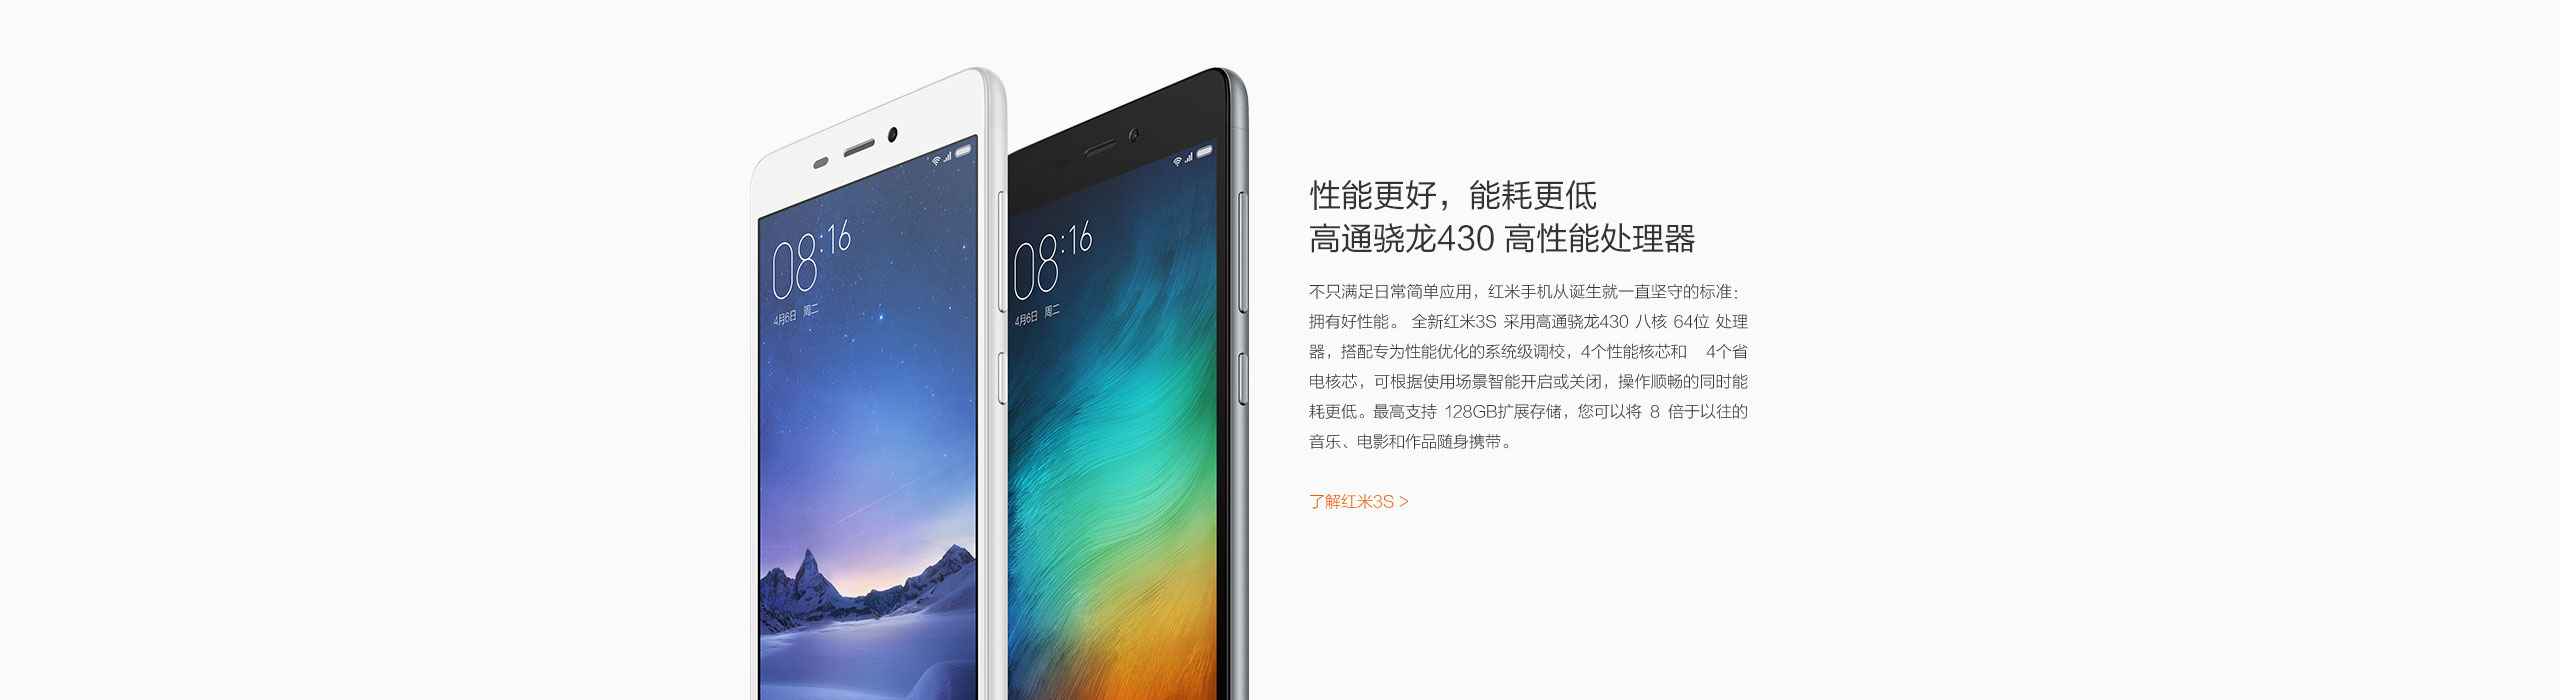 08:16
4月6日 周二
08:16
4月6日 周二
性能更好，能耗更低
高通骁龙430 高性能处理器
不只满足日常简单应用，红米手机从诞生就一直坚守的标准：
拥有好性能。 全新红米3S 采用高通骁龙430 八核 64位 处理
器，搭配专为性能优化的系统级调校，4个性能核芯和 4个省
电核芯，可根据使用场景智能开启或关闭，操作顺畅的同时能
耗更低。最高支持 128GB扩展存储，您可以将 8 倍于以往的
音乐、电影和作品随身携带。
了解红米3S >